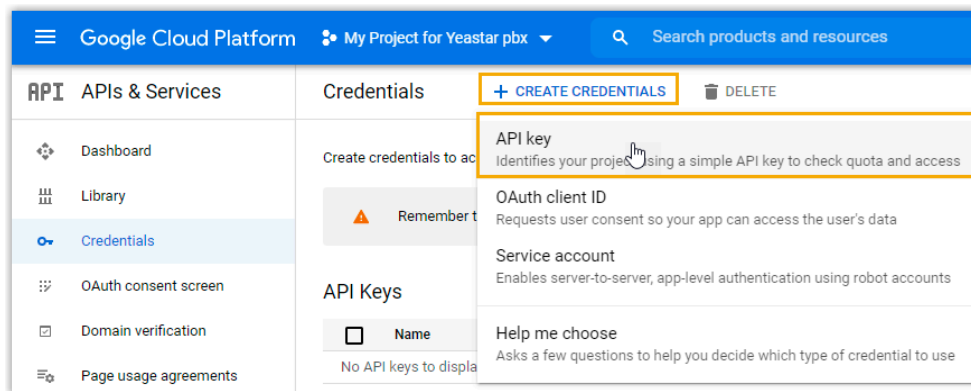 Google Cloud Platform My Project for Yeastar pbx Search products and resources
API APIs & Services
Credentials + CREATE CREDENTIALS DELETE
Dashboard
Library
Credentials
OAuth consent screen
Domain verification
Page usage agreements
Create credentials to ac
Remember t
API Keys
Name
No API keys to displa
API key
Identifies your project using a simple API key to check quota and access
OAuth client ID
Requests user consent so your app can access the user's data
Service account
Enables server-to-server, app-level authentication using robot accounts
Help me choose
Asks a few questions to help you decide which type of credential to use